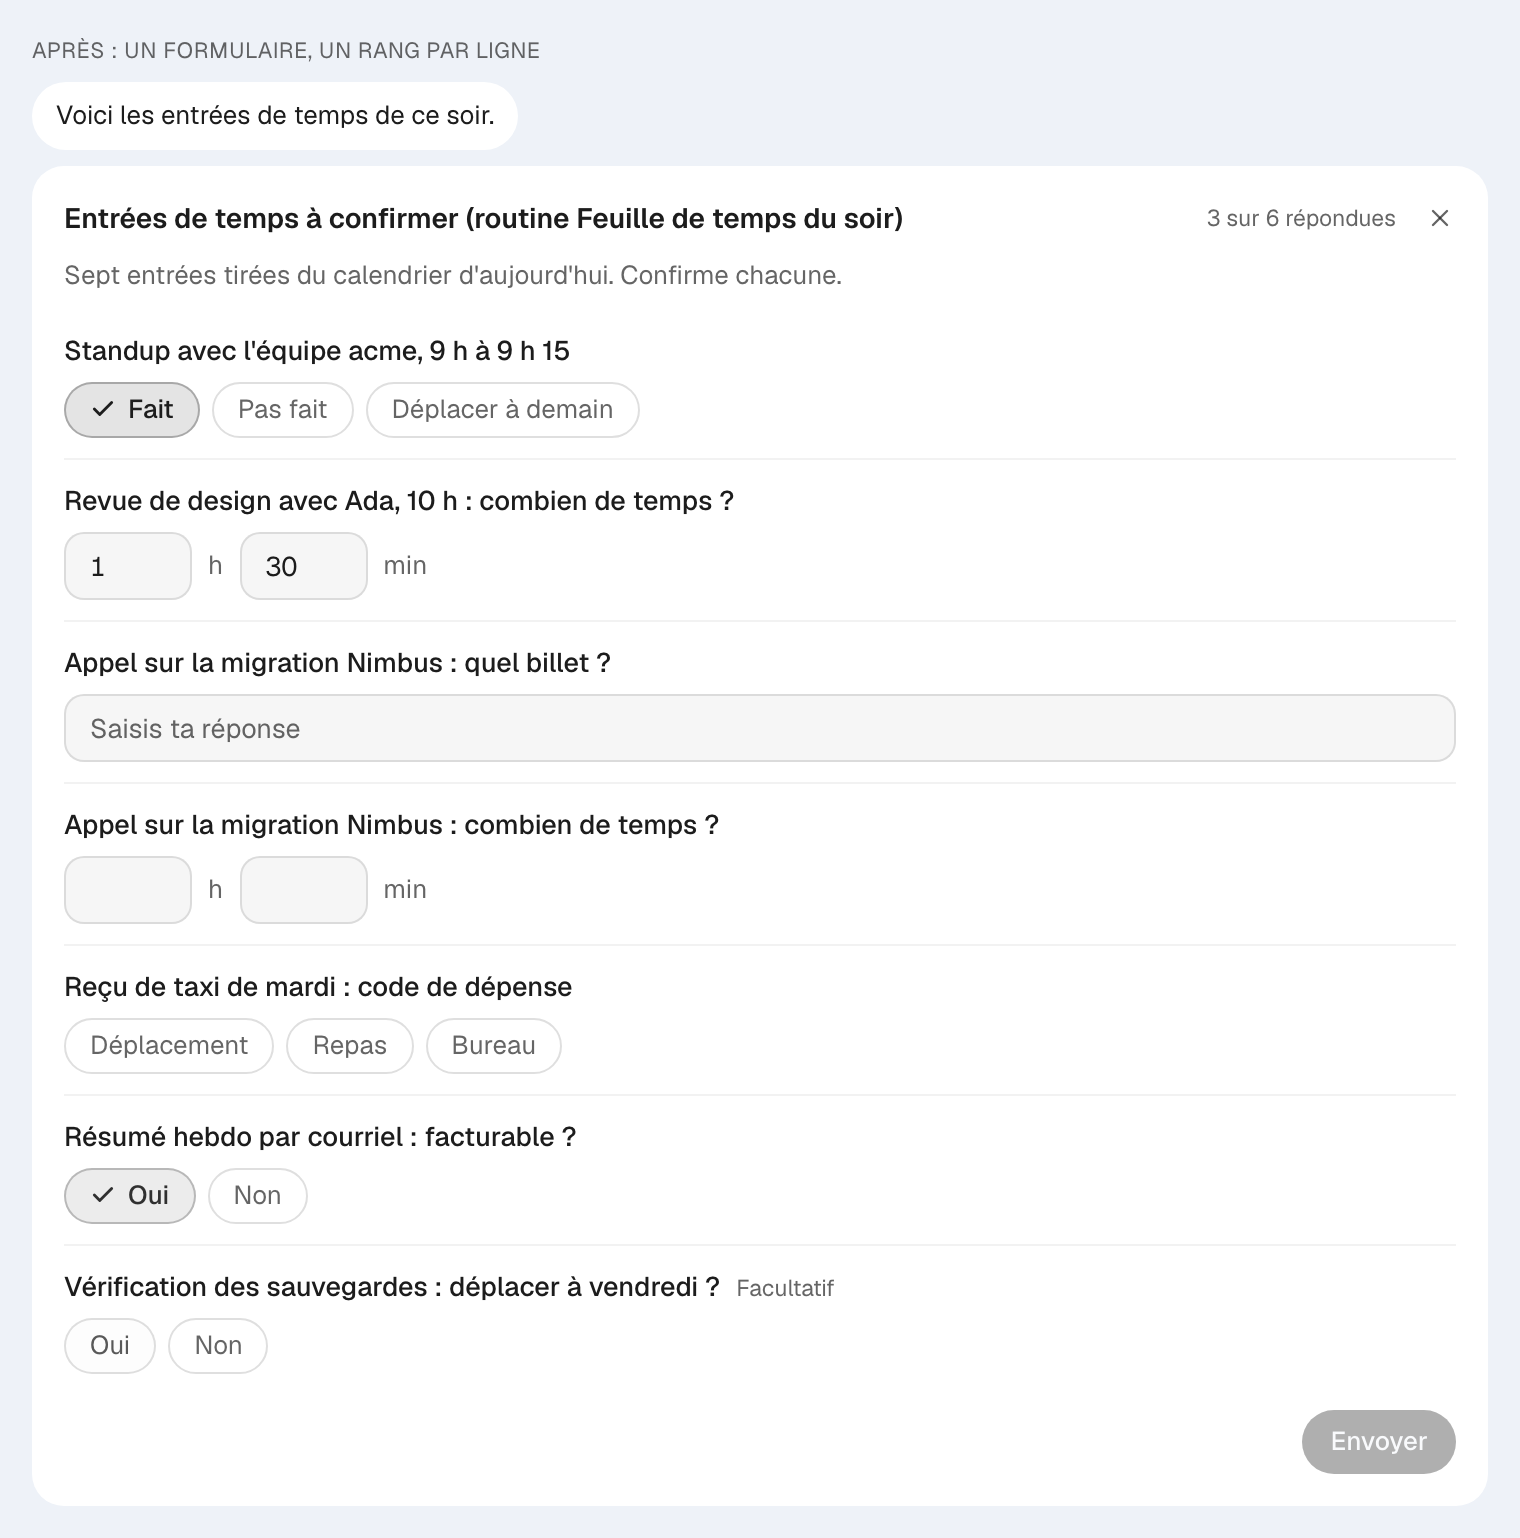 APRÈS : UN FORMULAIRE, UN RANG PAR LIGNE
Voici les entrées de temps de ce soir.
Entrées de temps à confirmer (routine Feuille de temps du soir)
3 sur 6 répondues
Sept entrées tirées du calendrier d'aujourd'hui. Confirme chacune.
Standup avec l'équipe acme, 9 h à 9 h 15
Fait Pas fait Déplacer à demain
Revue de design avec Ada, 10 h : combien de temps ?
1 h 30 min
Appel sur la migration Nimbus : quel billet ?
Saisis ta réponse
Appel sur la migration Nimbus : combien de temps ?
h min
Reçu de taxi de mardi : code de dépense
Déplacement Repas Bureau
Résumé hebdo par courriel : facturable ?
Oui Non
Vérification des sauvegardes : déplacer à vendredi ? Facultatif
Oui Non
Envoyer